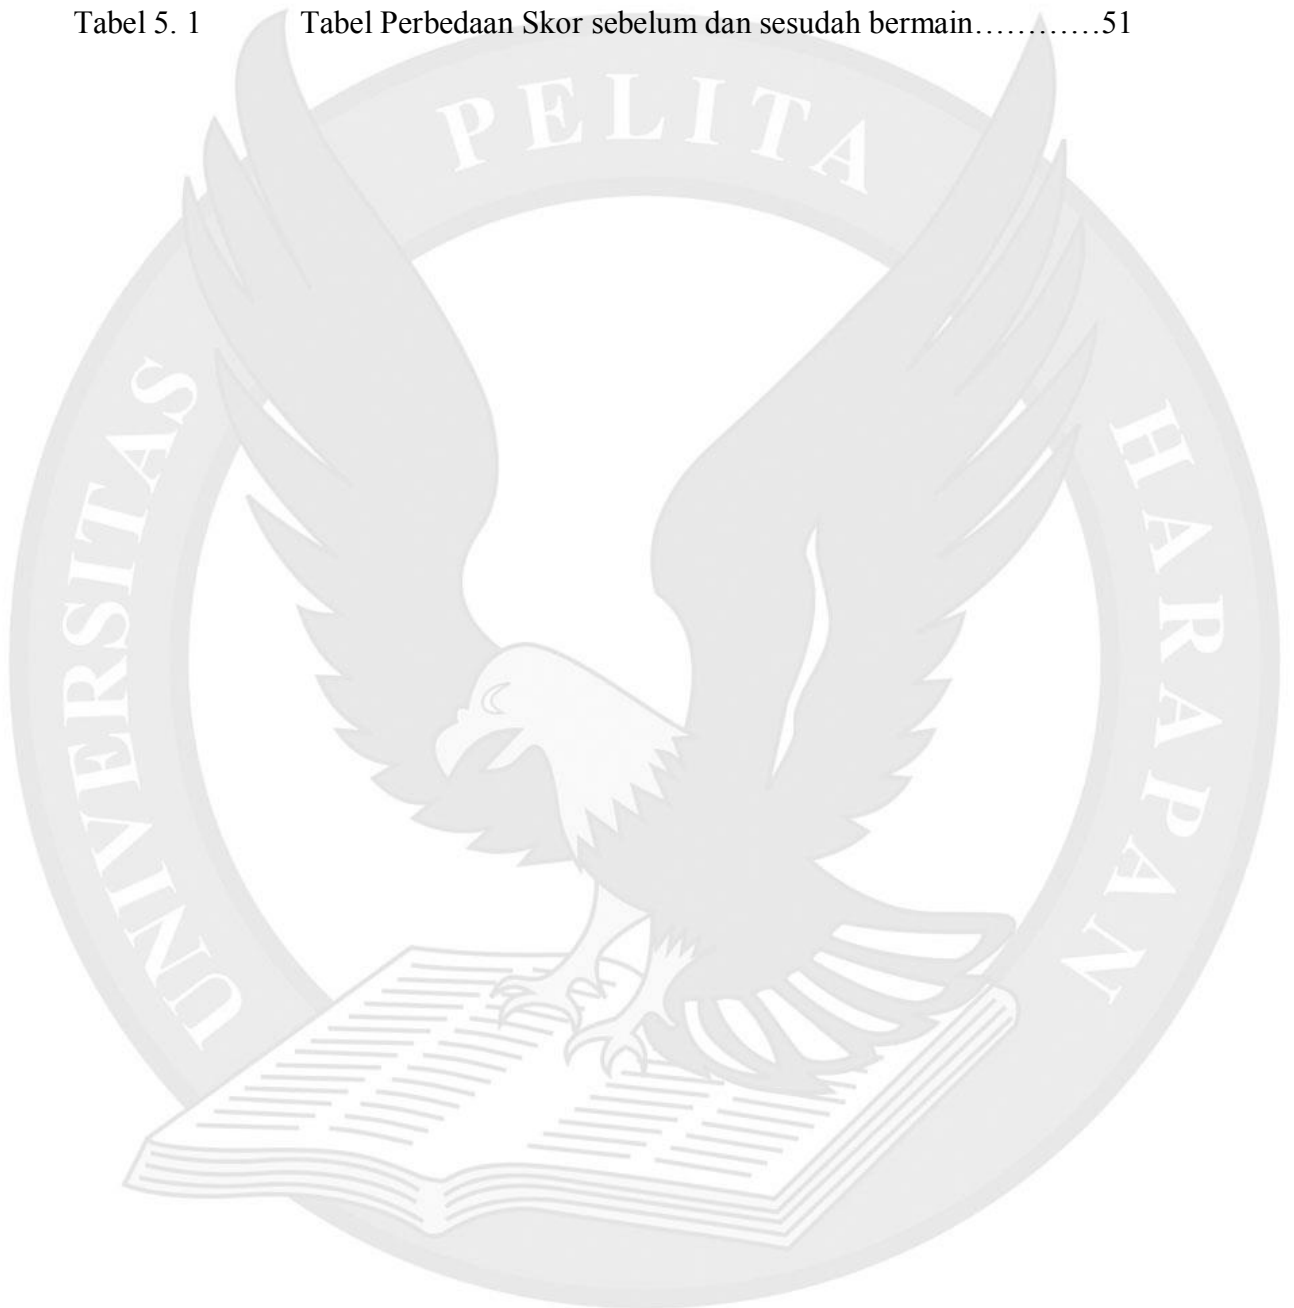 Tabel 5. 1 Tabel Perbedaan Skor sebelum dan sesudah bermain…………51
UNIVERSITAS PELITA HARAPAN